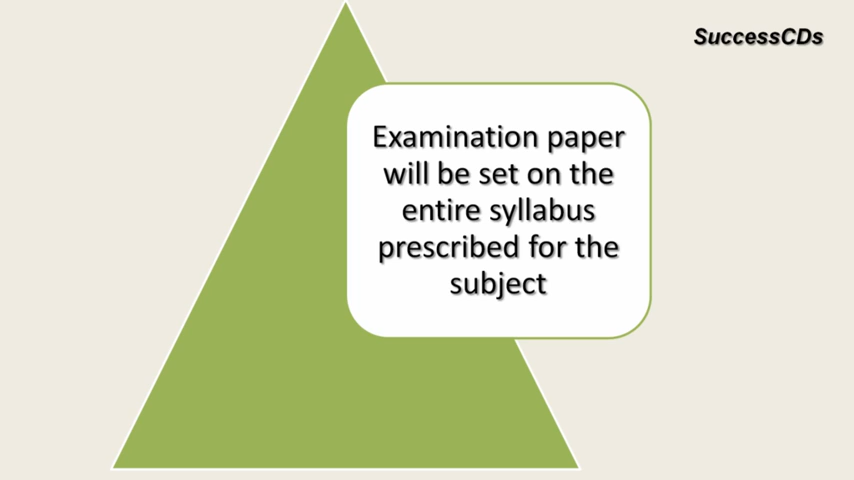 SuccessCDs
Examination paper
will be set on the
entire syllabus
prescribed for the
subject